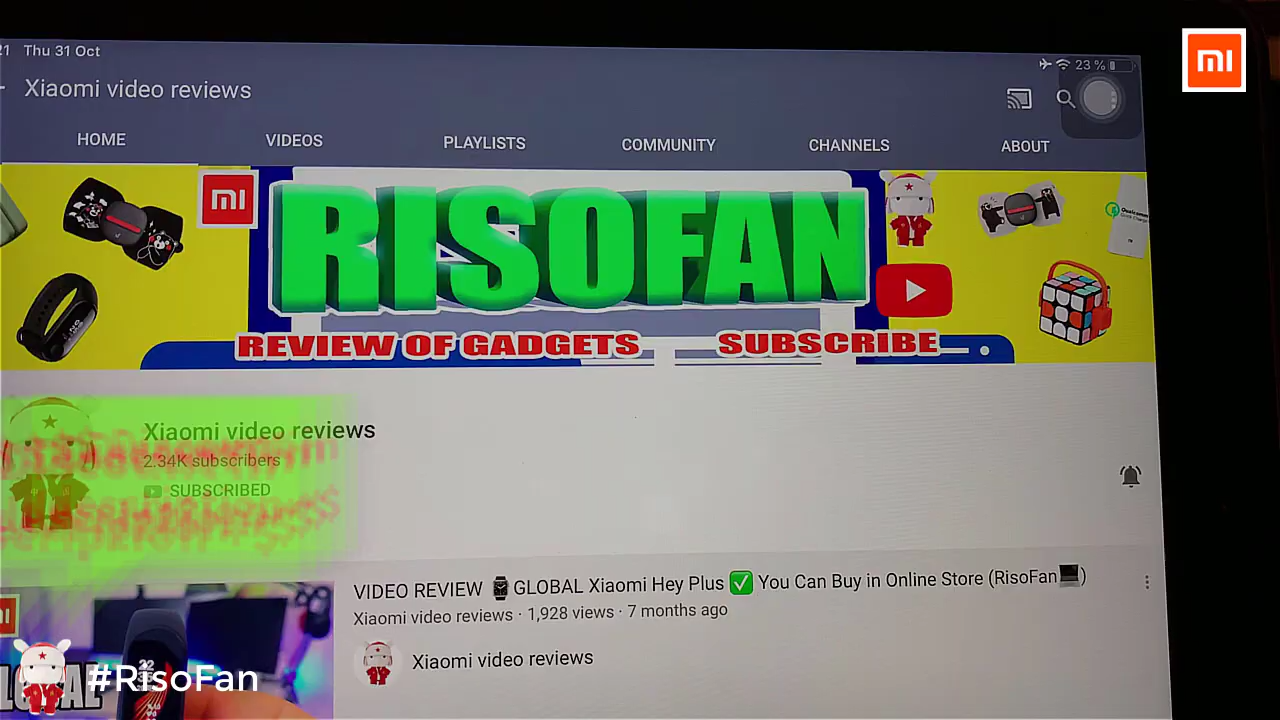 21 Thu 31 Oct
23 %
Xiaomi video reviews
HOME VIDEOS PLAYLISTS COMMUNITY CHANNELS ABOUT
MI
MI
RISOFAN
REVIEW OF GADGETS SUBSCRIBE
Xiaomi video reviews
2.34K subscribers
SUBSCRIBED
VIDEO REVIEW ⌚GLOBAL Xiaomi Hey Plus ✅ You Can Buy in Online Store (RisoFan💻)
Xiaomi video reviews · 1,928 views · 7 months ago
Xiaomi video reviews
#RisoFan